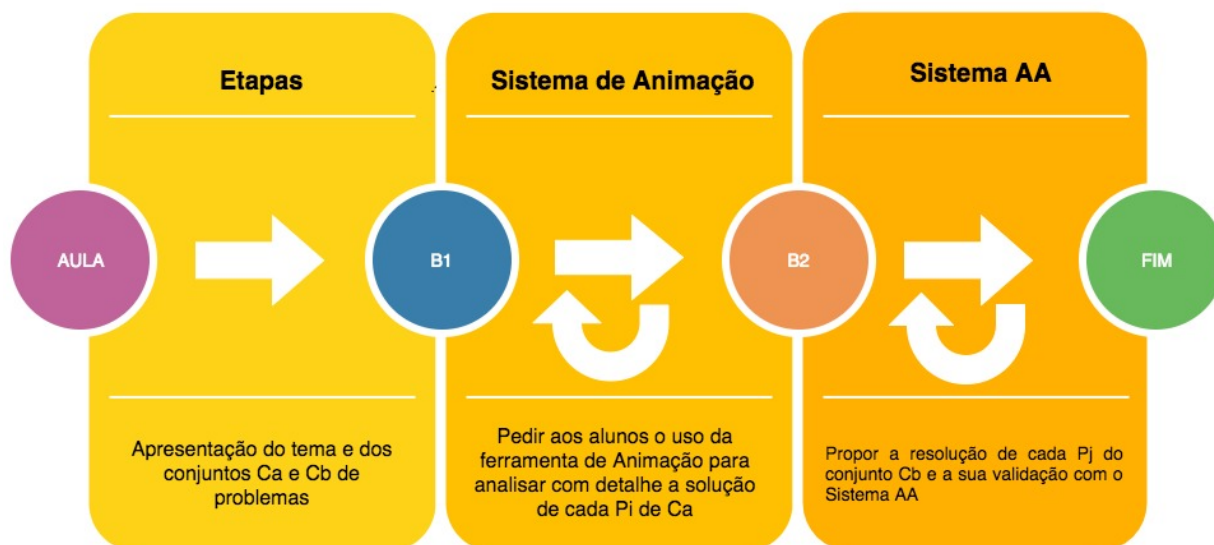 Etapas
Sistema de Animação
Sistema AA
AULA
B1
B2
FIM
Apresentação do tema e dos
conjuntos Ca e Cb de
problemas
Pedir aos alunos o uso da
ferramenta de Animação para
analisar com detalhe a solução
de cada Pi de Ca
Propor a resolução de cada Pj do
conjunto Cb e a sua validação com o
Sistema AA